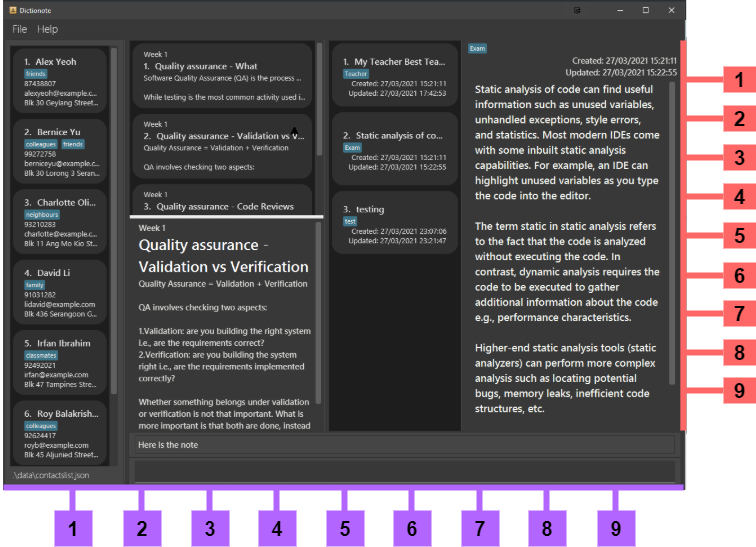 Dictionote
File Help
1. Alex Yeoh
friends
87438807
alexyeoh@example.c...
Blk 30 Geylang Street...
2. Bernice Yu
colleagues friends
99272758
berniceyu@example.c...
Blk 30 Lorong 3 Seran...
3. Charlotte Oli...
neighbours
93210283
charlotte@example.c...
Blk 11 Ang Mo Kio St...
4. David Li
family
91031282
lidavid@example.com
Blk 436 Serangoon G...
5. Irfan Ibrahim
classmates
92492021
irfan@example.com
Blk 47 Tampines Stre...
6. Roy Balakrish...
colleagues
92624417
royb@example.com
Blk 45 Aljunied Street...
.\data\contactslist.json
Week 1
1. Quality assurance - What
Software Quality Assurance (QA) is the process ...
While testing is the most common activity used i...
Week 1
2. Quality assurance - Validation vs V...
Quality Assurance = Validation + Verification
QA involves checking two aspects:
Week 1
3. Quality assurance - Code Reviews
Week 1
Quality assurance -
Validation vs Verification
Quality Assurance = Validation + Verification
QA involves checking two aspects:
1.Validation: are you building the right system
i.e., are the requirements correct?
2.Verification: are you building the system
right i.e., are the requirements implemented
correctly?
Whether something belongs under validation
or verification is not that important. What is
more important is that both are done, instead
1. My Teacher Best Tea...
Teacher
Created: 27/03/2021 15:21:11
Updated: 27/03/2021 17:42:53
2. Static analysis of co...
Exam
Created: 27/03/2021 15:21:11
Updated: 27/03/2021 15:22:55
3. testing
test
Created: 27/03/2021 23:07:06
Updated: 27/03/2021 23:21:47
Exam
Created: 27/03/2021 15:21:11
Updated: 27/03/2021 15:22:55
Static analysis of code can find useful
information such as unused variables,
unhandled exceptions, style errors,
and statistics. Most modern IDEs come
with some inbuilt static analysis
capabilities. For example, an IDE can
highlight unused variables as you type
the code into the editor.
The term static in static analysis refers
to the fact that the code is analyzed
without executing the code. In
contrast, dynamic analysis requires the
code to be executed to gather
additional information about the code
e.g., performance characteristics.
Higher-end static analysis tools (static
analyzers) can perform more complex
analysis such as locating potential
bugs, memory leaks, inefficient code
structures, etc.
Here is the note
1
2
3
4
5
6
7
8
9
1 2 3 4 5 6 7 8 9